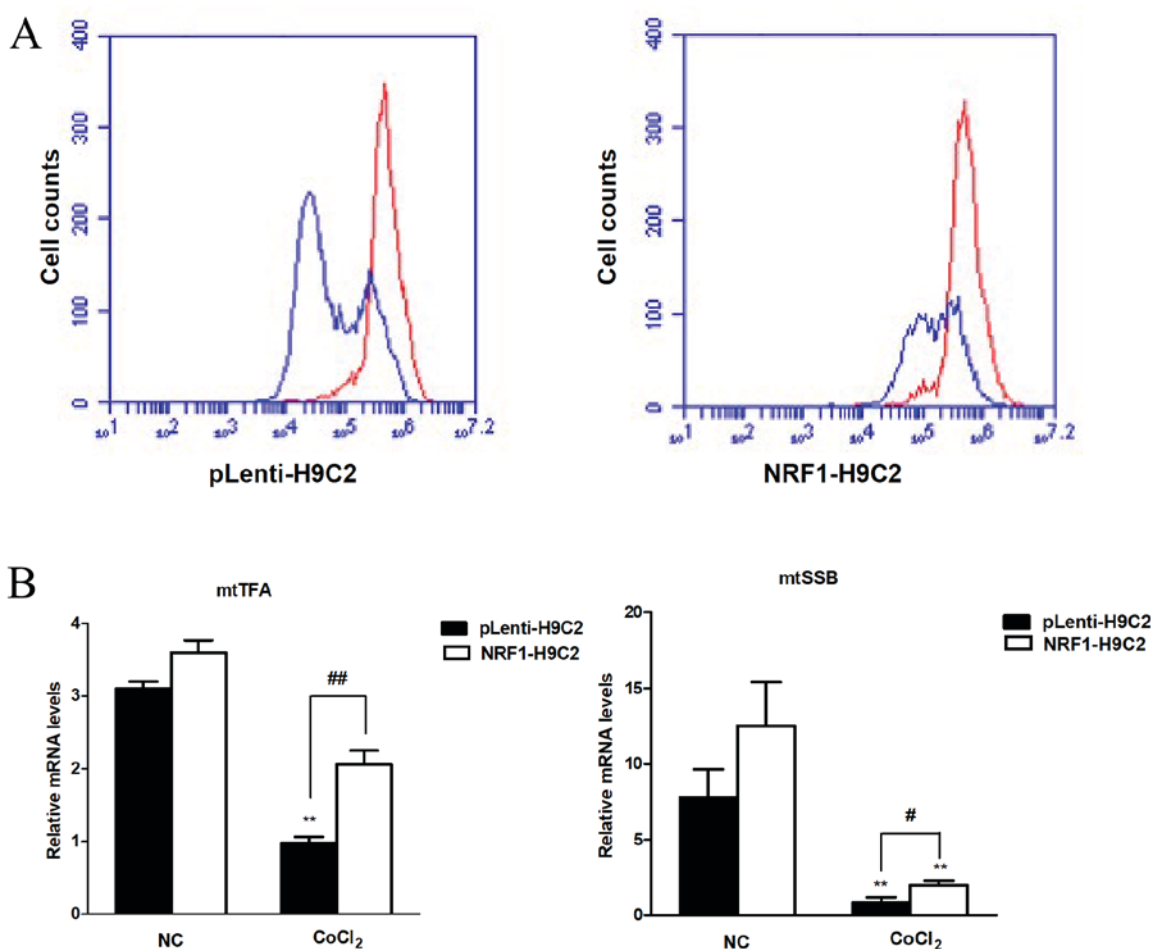 A
400
300
200
100
0
Cell counts
10 1
10 2
10 3
10 4
10 5
10 6
10 7.2
pLenti-H9C2
400
300
200
100
0
Cell counts
10 1
10 2
10 3
10 4
10 5
10 6
10 7.2
NRF1-H9C2
B
mtTFA
4
3
2
1
0
Relative mRNA levels
pLenti-H9C2
NRF1-H9C2
##
**
NC
CoCl2
mtSSB
20
15
10
5
0
Relative mRNA levels
pLenti-H9C2
NRF1-H9C2
#
**
**
NC
CoCl2